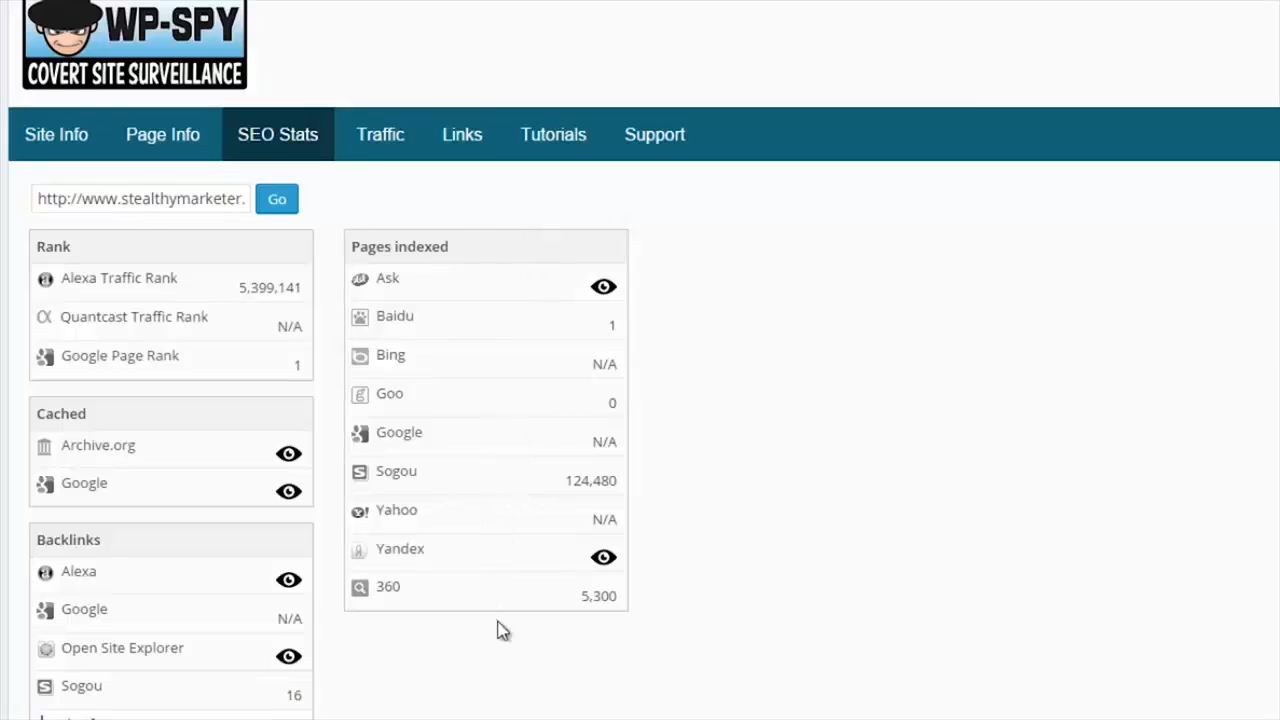 WP-SPY
COVERT SITE SURVEILLANCE
Site Info Page Info SEO Stats Traffic Links Tutorials Support
http://www.stealthymarketer. Go
Rank
Alexa Traffic Rank 5,399,141
Quantcast Traffic Rank N/A
Google Page Rank 1
Cached
Archive.org
Google
Backlinks
Alexa
Google N/A
Open Site Explorer
Sogou 16
Pages indexed
Ask
Baidu 1
Bing N/A
Goo 0
Google N/A
Sogou 124,480
Yahoo N/A
Yandex
360 5,300